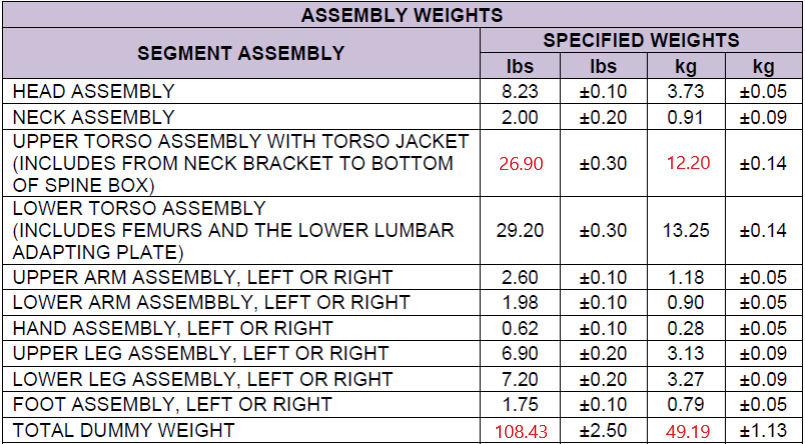 ASSEMBLY WEIGHTS
SEGMENT ASSEMBLY
SPECIFIED WEIGHTS
lbs lbs kg kg
HEAD ASSEMBLY 8.23 ±0.10 3.73 ±0.05
NECK ASSEMBLY 2.00 ±0.20 0.91 ±0.09
UPPER TORSO ASSEMBLY WITH TORSO JACKET
(INCLUDES FROM NECK BRACKET TO BOTTOM 26.90 ±0.30 12.20 ±0.14
OF SPINE BOX)
LOWER TORSO ASSEMBLY
(INCLUDES FEMURS AND THE LOWER LUMBAR 29.20 ±0.30 13.25 ±0.14
ADAPTING PLATE)
UPPER ARM ASSEMBLY, LEFT OR RIGHT 2.60 ±0.10 1.18 ±0.05
LOWER ARM ASSEMBBLY, LEFT OR RIGHT 1.98 ±0.10 0.90 ±0.05
HAND ASSEMBLY, LEFT OR RIGHT 0.62 ±0.10 0.28 ±0.05
UPPER LEG ASSEMBLY, LEFT OR RIGHT 6.90 ±0.20 3.13 ±0.09
LOWER LEG ASSEMBLY, LEFT OR RIGHT 7.20 ±0.20 3.27 ±0.09
FOOT ASSEMBLY, LEFT OR RIGHT 1.75 ±0.10 0.79 ±0.05
TOTAL DUMMY WEIGHT 108.43 ±2.50 49.19 ±1.13